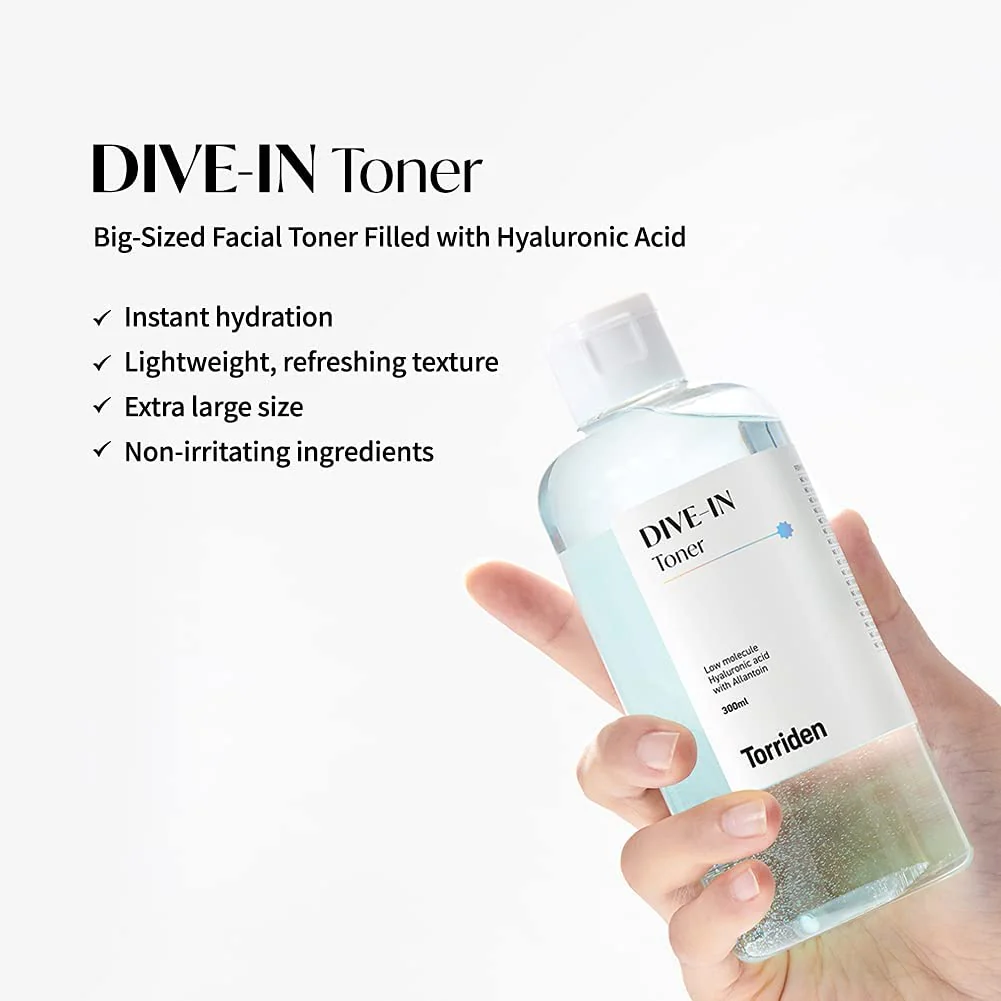 DIVE-IN Toner
Big-Sized Facial Toner Filled with Hyaluronic Acid
✓ Instant hydration
✓ Lightweight, refreshing texture
✓ Extra large size
✓ Non-irritating ingredients
DIVE-IN
Toner
Low molecule
Hyaluronic acid
with Allantoin
300ml
Torriden